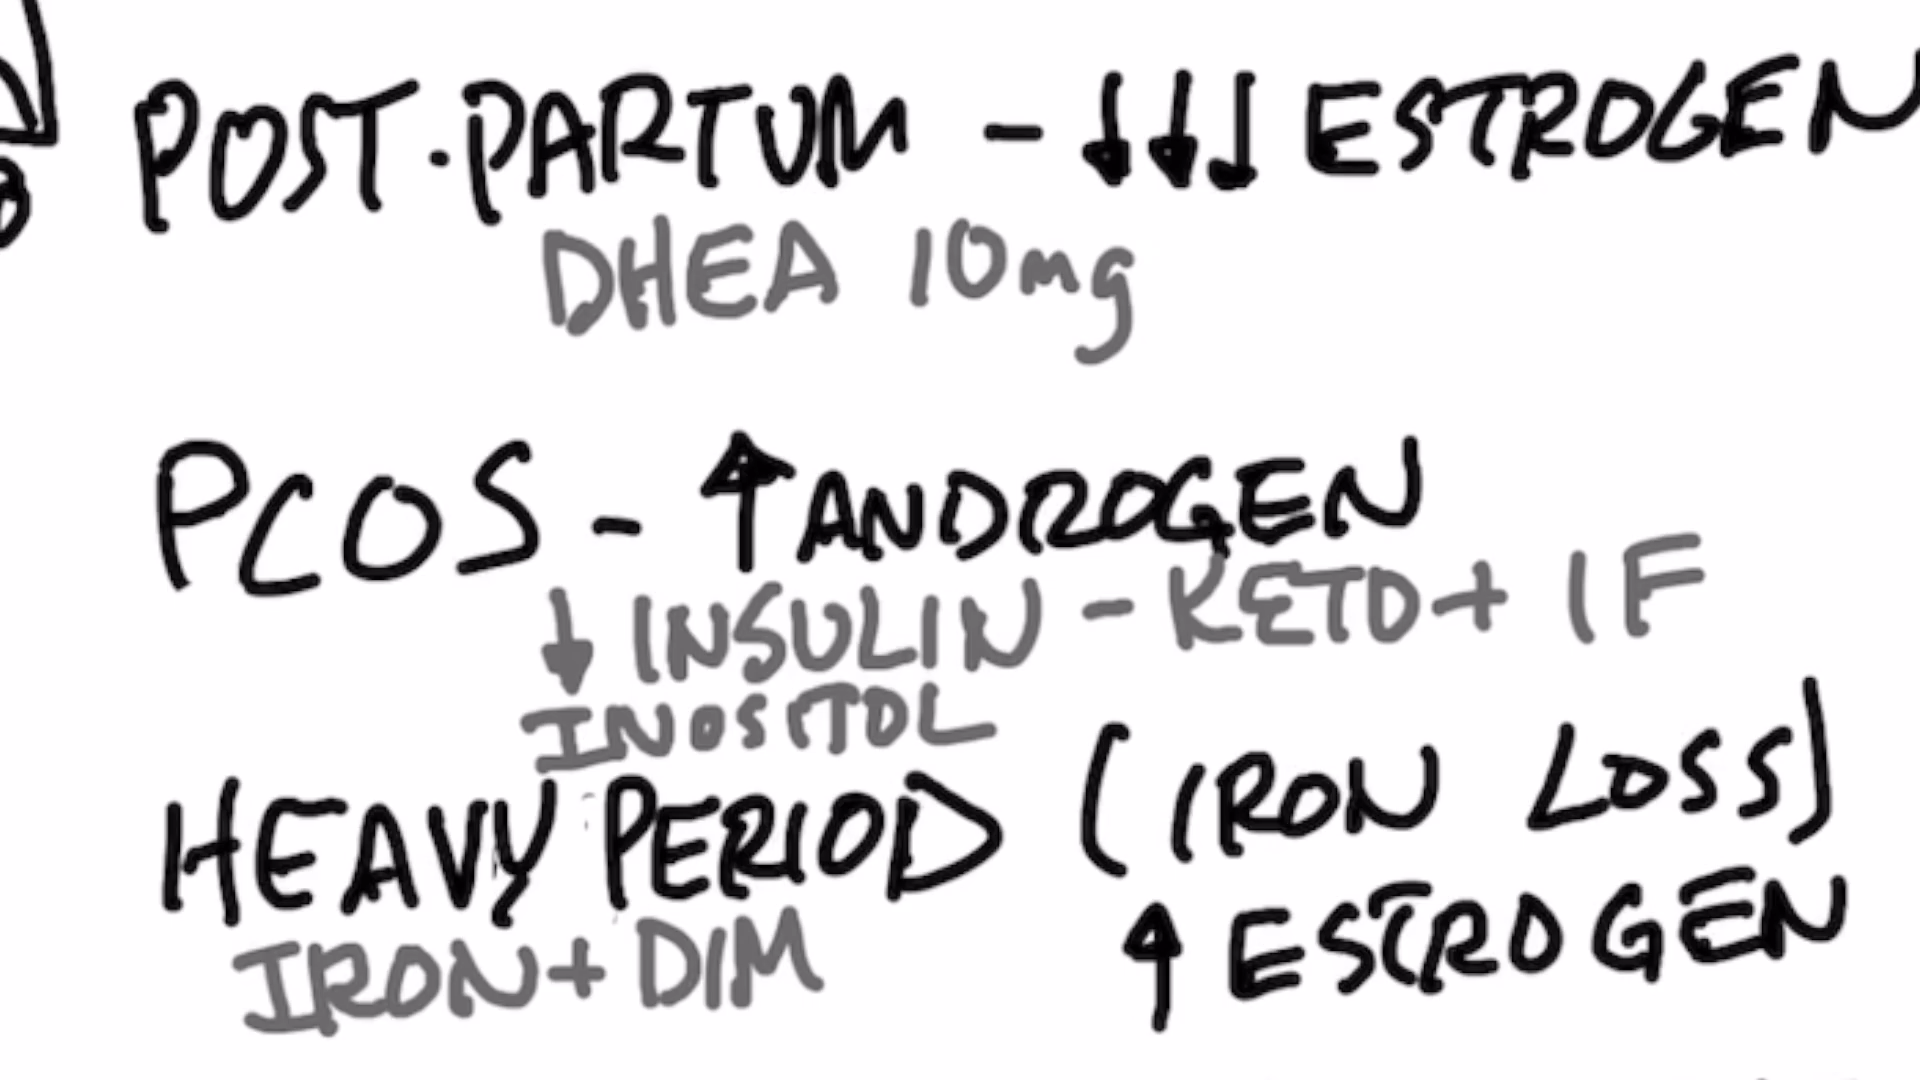 POST-PARTUM - ↓↓↓ ESTROGEN
DHEA 10mg
PCOS - ↑ ANDROGEN
↓ INSULIN - KETO + IF
INOSITOL
HEAVY PERIOD (IRON LOSS)
↑ ESTROGEN
IRON + DIM